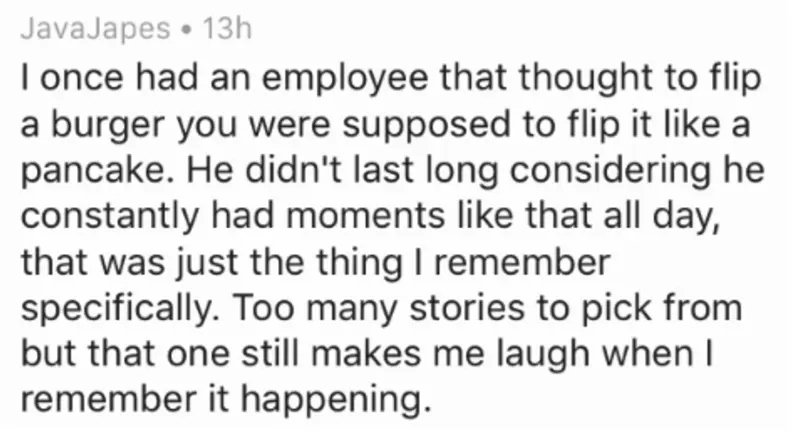 JavaJapes • 13h
I once had an employee that thought to flip
a burger you were supposed to flip it like a
pancake. He didn't last long considering he
constantly had moments like that all day,
that was just the thing I remember
specifically. Too many stories to pick from
but that one still makes me laugh when I
remember it happening.